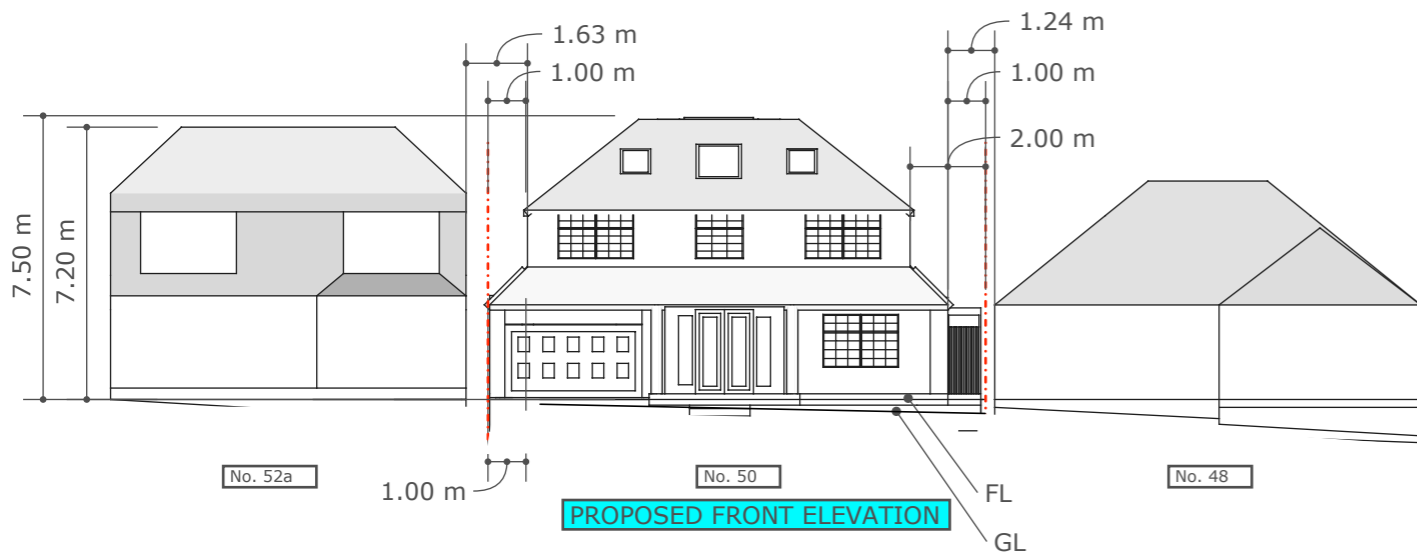 1.63 m
1.24 m
1.00 m
1.00 m
2.00 m
7.50 m
7.20 m
No. 52a
No. 50
No. 48
1.00 m
FL
PROPOSED FRONT ELEVATION
GL